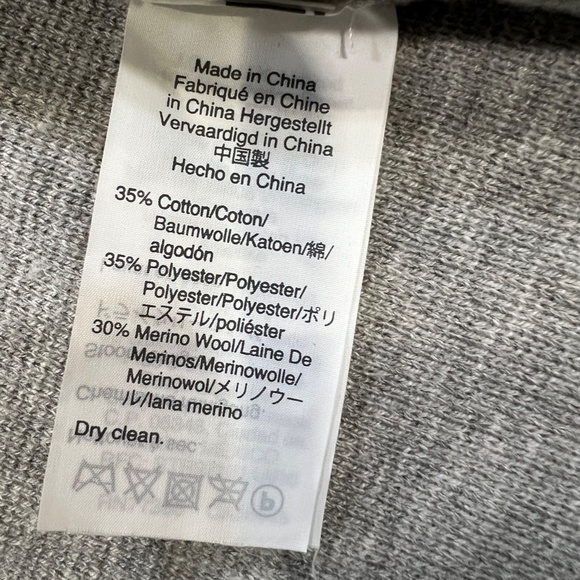 Made in China
Fabriqué en Chine
in China Hergestellt
Vervaardigd in China
中国製
Hecho en China
35% Cotton/Coton/
Baumwolle/Katoen/綿/
algodón
35% Polyester/Polyester/
Polyester/Polyester/ポリ
エステル/poliéster
30% Merino Wool/Laine De
Merinos/Merinowolle/
Merinowol/メリノウー
ル/lana merino
Dry clean.
P